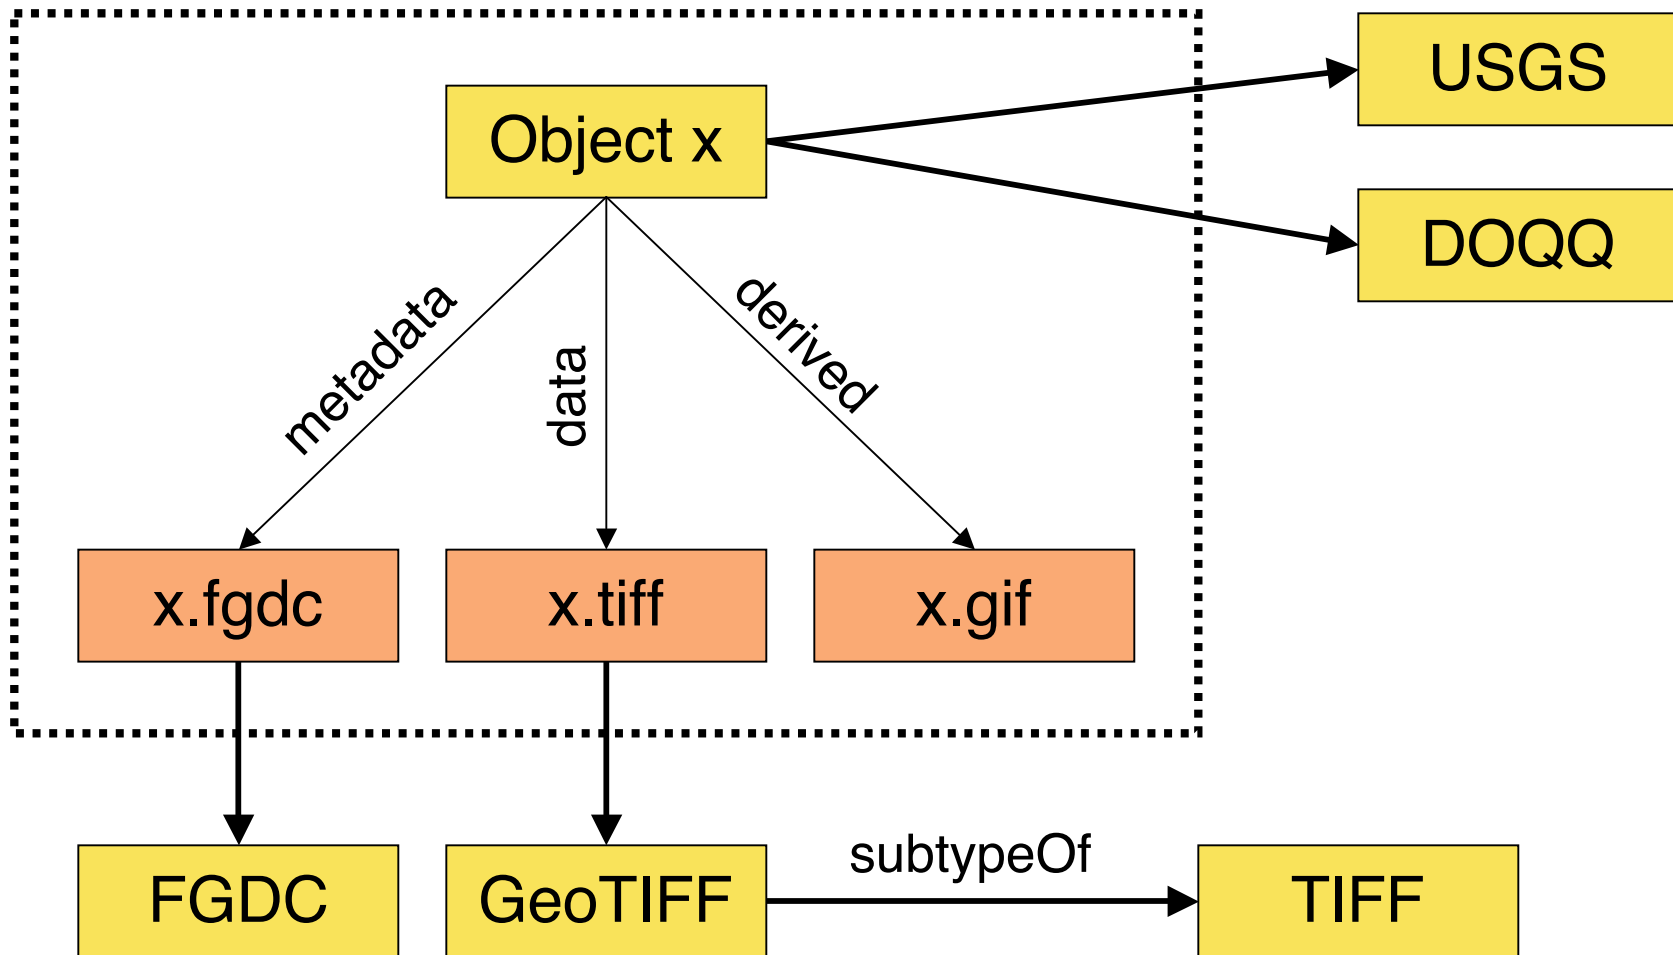 USGS
Object x
DOQQ
metadata
data
derived
x.fgdc
x.tiff
x.gif
subtypeOf
FGDC
GeoTIFF
TIFF